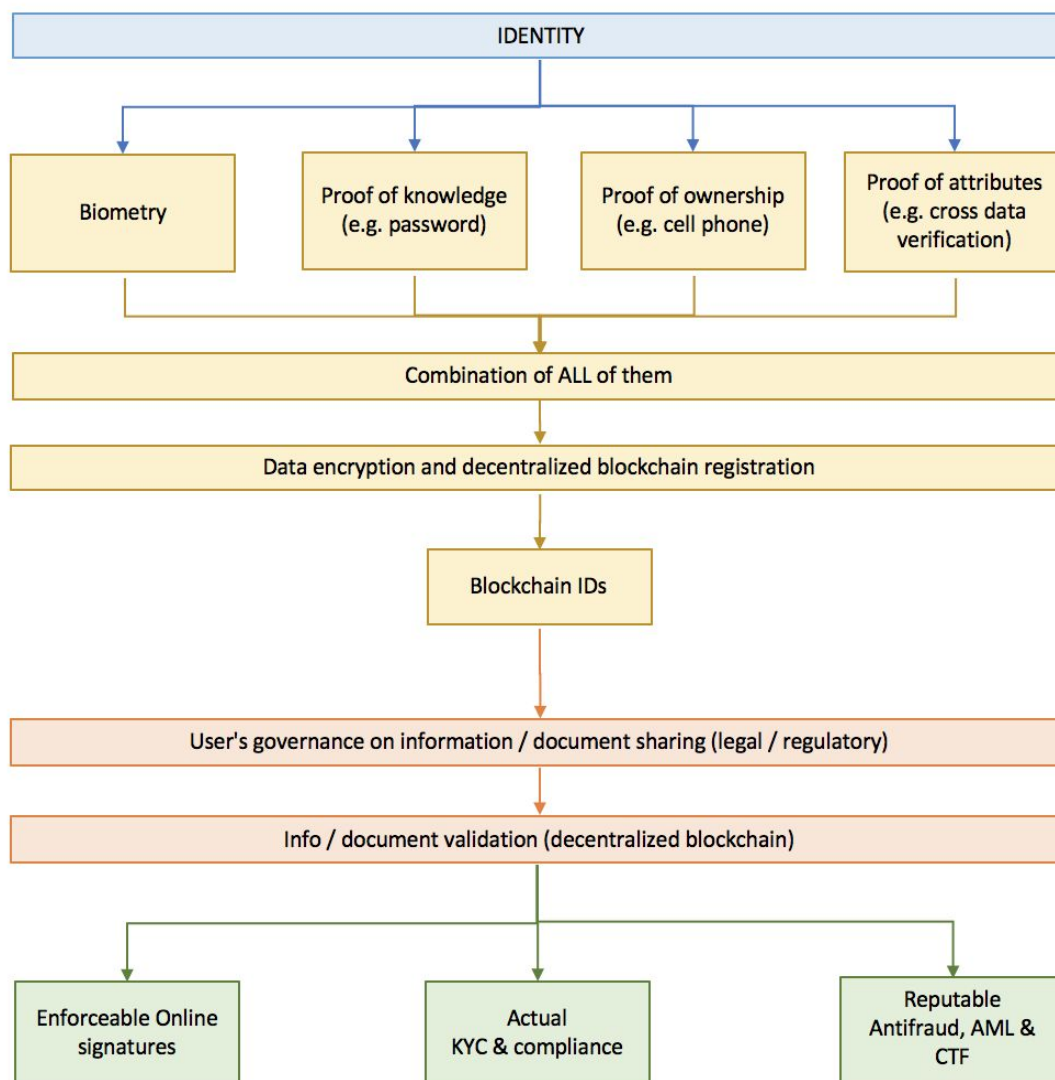 IDENTITY
Biometry
Proof of knowledge
(e.g. password)
Proof of ownership
(e.g. cell phone)
Proof of attributes
(e.g. cross data
verification)
Combination of ALL of them
Data encryption and decentralized blockchain registration
Blockchain IDs
User's governance on information / document sharing (legal / regulatory)
Info / document validation (decentralized blockchain)
Enforceable Online
signatures
Actual
KYC & compliance
Reputable
Antifraud, AML &
CTF